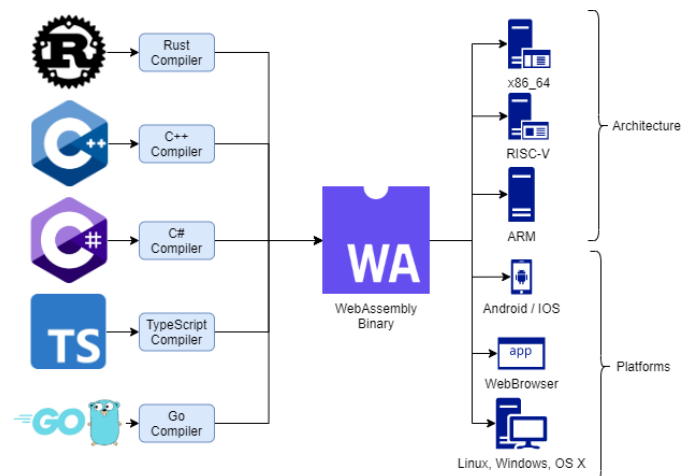 R
Rust
Compiler
C++
C++
Compiler
C#
C#
Compiler
TS
TypeScript
Compiler
GO
Go
Compiler
WA
WebAssembly
Binary
x86_64
RISC-V
ARM
Architecture
Android / IOS
app
WebBrowser
Linux, Windows, OS X
Platforms